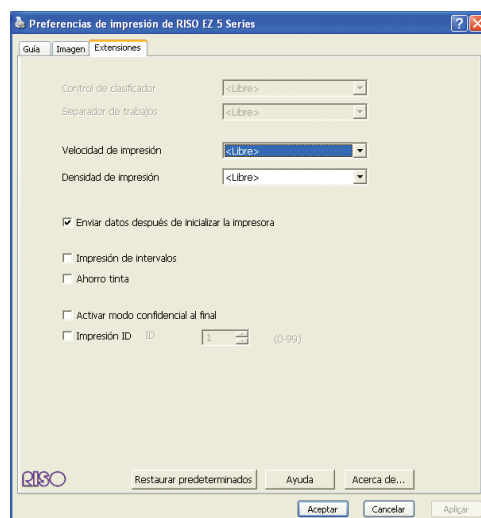 Preferencias de impresión de RISO EZ 5 Series
Guía Imagen Extensiones
Control de clasificador <Libre>
Separador de trabajos <Libre>
Velocidad de impresión <Libre>
Densidad de impresión <Libre>
Enviar datos después de inicializar la impresora
Impresión de intervalos
Ahorro tinta
Activar modo confidencial al final
Impresión ID ID 1 (0-99)
RISO Restaurar predeterminados Ayuda Acerca de...
Aceptar Cancelar Aplicar